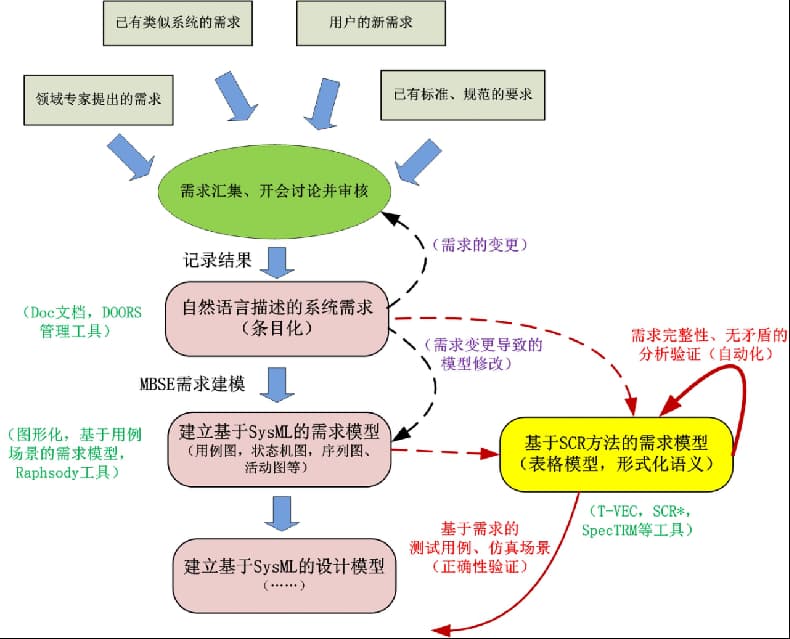 已有类似系统的需求
用户的新需求
领域专家提出的需求
已有标准、规范的要求
需求汇集、开会讨论并审核
(需求的变更)
记录结果
自然语言描述的系统需求
(条目化)
(Doc文档，DOORS
管理工具)
需求完整性、无矛盾的
分析验证(自动化)
(需求变更导致的
模型修改)
MBSE需求建模
建立基于SysML的需求模型
(用例图，状态机图，序列图、
活动图等)
(图形化，基于用例
场景的需求模型，
Raphsody工具)
基于SCR方法的需求模型
(表格模型，形式化语义)
(T-VEC，SCR*，
SpecTRM等工具)
基于需求的
测试用例、仿真场景
(正确性验证)
建立基于SysML的设计模型
(……)